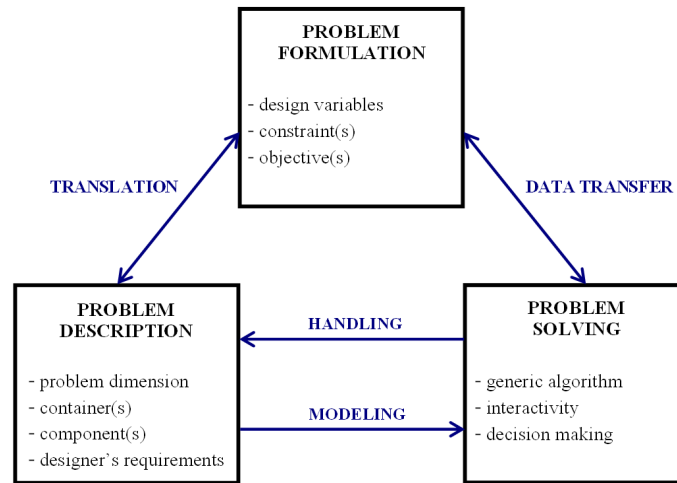 PROBLEM
FORMULATION
- design variables
- constraint(s)
- objective(s)
TRANSLATION
DATA TRANSFER
PROBLEM
DESCRIPTION
- problem dimension
- container(s)
- component(s)
- designer's requirements
HANDLING
MODELING
PROBLEM
SOLVING
- generic algorithm
- interactivity
- decision making